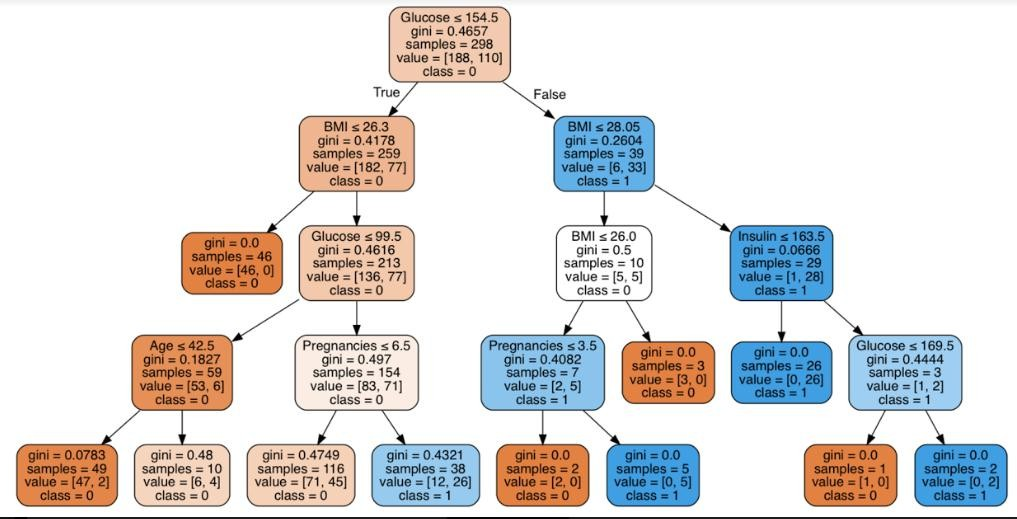 Glucose ≤ 154.5
gini = 0.4657
samples = 298
value = [188, 110]
class = 0
True
False
BMI ≤ 26.3
gini = 0.4178
samples = 259
value = [182, 77]
class = 0
BMI ≤ 28.05
gini = 0.2604
samples = 39
value = [6, 33]
class = 1
gini = 0.0
samples = 46
value = [46, 0]
class = 0
Glucose ≤ 99.5
gini = 0.4616
samples = 213
value = [136, 77]
class = 0
BMI ≤ 26.0
gini = 0.5
samples = 10
value = [5, 5]
class = 0
Insulin ≤ 163.5
gini = 0.0666
samples = 29
value = [1, 28]
class = 1
Age ≤ 42.5
gini = 0.1827
samples = 59
value = [53, 6]
class = 0
Pregnancies ≤ 6.5
gini = 0.497
samples = 154
value = [83, 71]
class = 0
Pregnancies ≤ 3.5
gini = 0.4082
samples = 7
value = [2, 5]
class = 1
gini = 0.0
samples = 3
value = [3, 0]
class = 0
gini = 0.0
samples = 26
value = [0, 26]
class = 1
Glucose ≤ 169.5
gini = 0.4444
samples = 3
value = [1, 2]
class = 1
gini = 0.0783
samples = 49
value = [47, 2]
class = 0
gini = 0.48
samples = 10
value = [6, 4]
class = 0
gini = 0.4749
samples = 116
value = [71, 45]
class = 0
gini = 0.4321
samples = 38
value = [12, 26]
class = 1
gini = 0.0
samples = 2
value = [2, 0]
class = 0
gini = 0.0
samples = 5
value = [0, 5]
class = 1
gini = 0.0
samples = 1
value = [1, 0]
class = 0
gini = 0.0
samples = 2
value = [0, 2]
class = 1